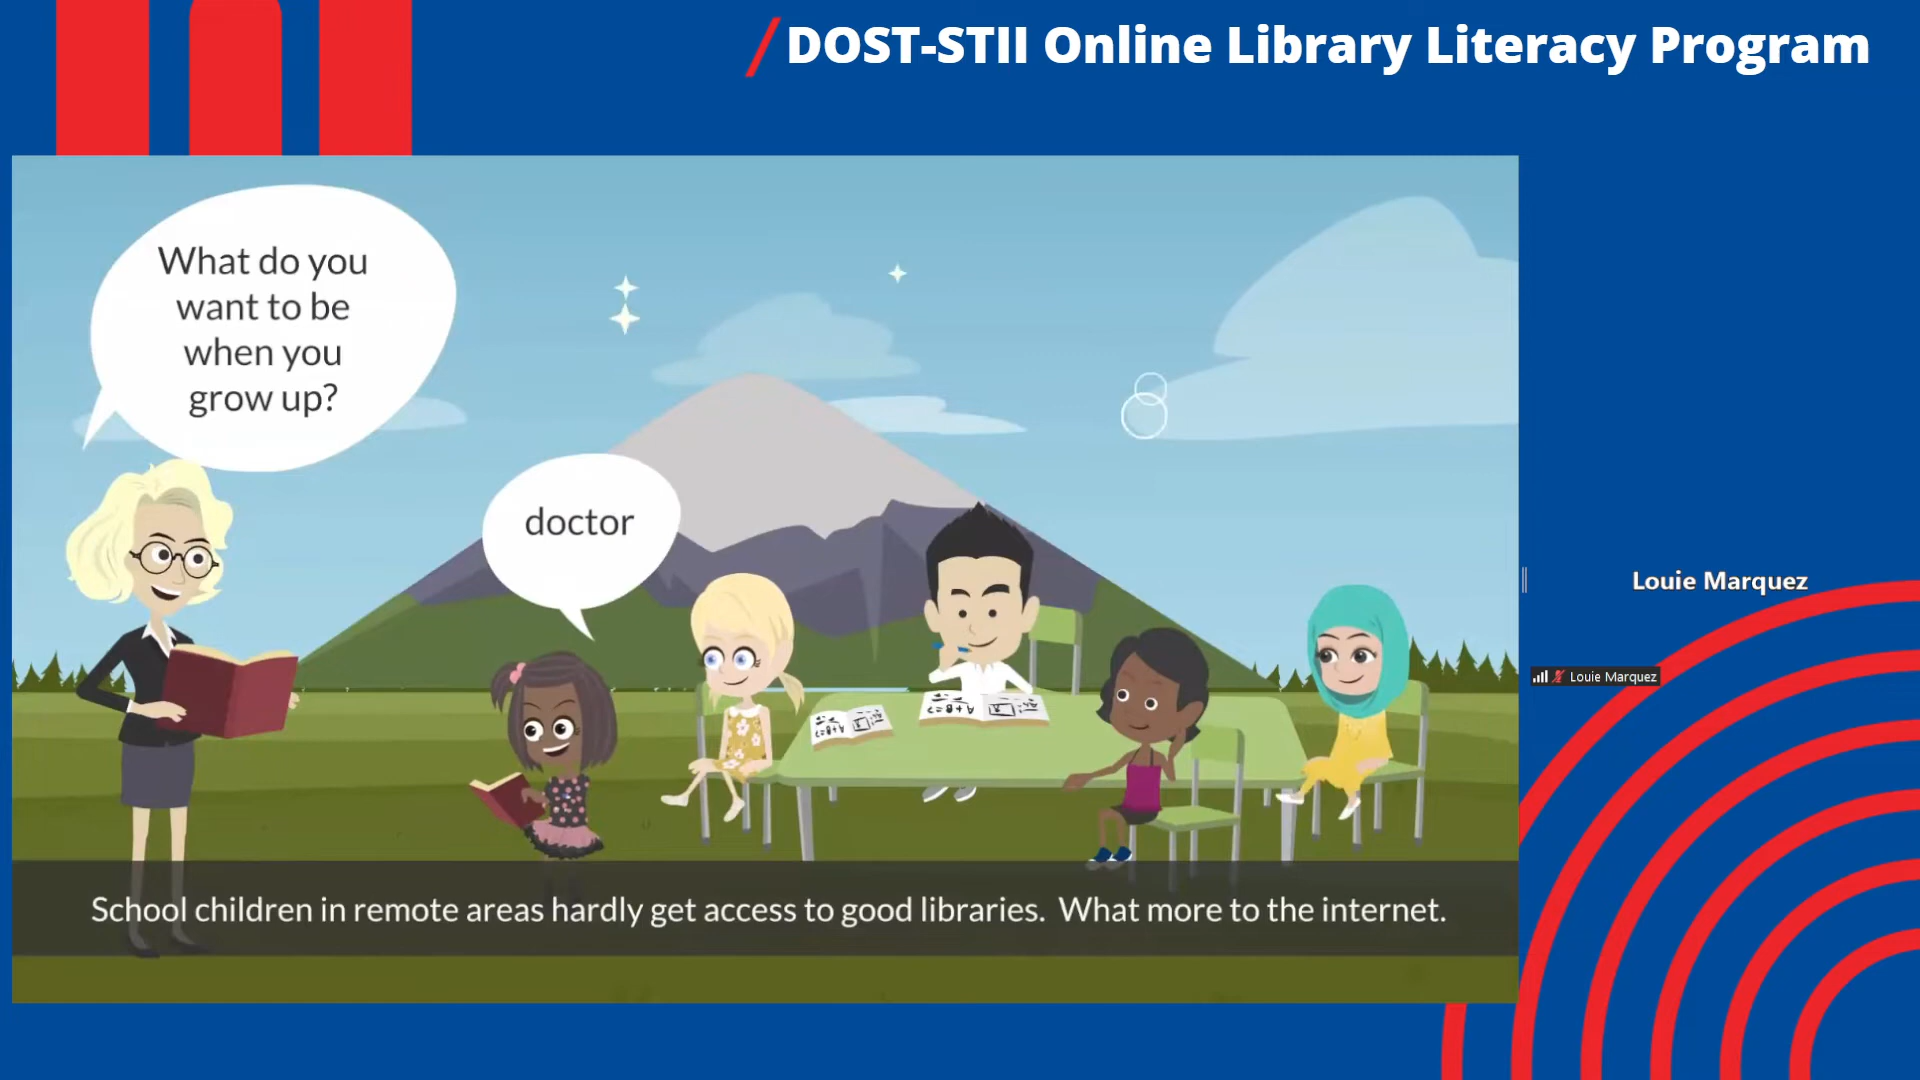 DOST-STII Online Library Literacy Program
What do you
want to be
when you
grow up?
doctor
School children in remote areas hardly get access to good libraries. What more to the internet.
Louie Marquez
Louie Marquez